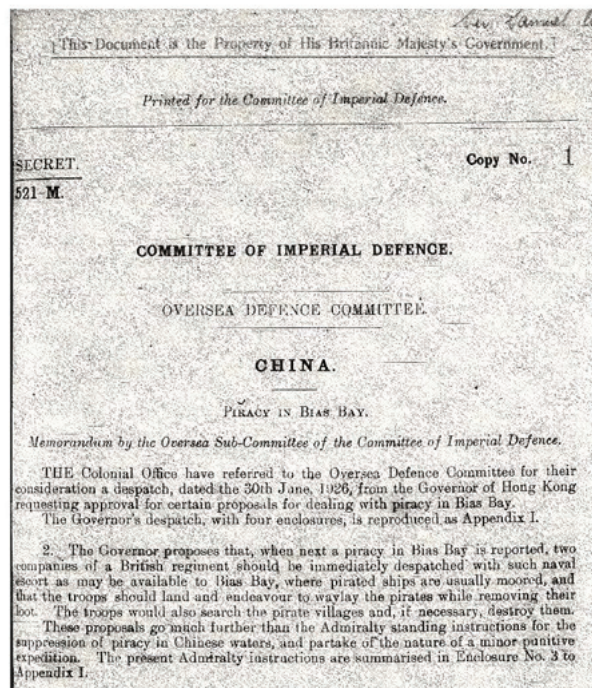 Samuel
[This Document is the Property of His Britannic Majesty's Government.]
Printed for the Committee of Imperial Defence.
SECRET.
Copy No. 1
521-M.
COMMITTEE OF IMPERIAL DEFENCE.
OVERSEA DEFENCE COMMITTEE.
CHINA.
PIRACY IN BIAS BAY.
Memorandum by the Oversea Sub-Committee of the Committee of Imperial Defence.
THE Colonial Office have referred to the Oversea Defence Committee for their
consideration a despatch, dated the 30th June, 1926, from the Governor of Hong Kong
requesting approval for certain proposals for dealing with piracy in Bias Bay.
The Governor's despatch, with four enclosures, is reproduced as Appendix I.
2. The Governor proposes that, when next a piracy in Bias Bay is reported, two
companies of a British regiment should be immediately despatched with such naval
escort as may be available to Bias Bay, where pirated ships are usually moored, and
that the troops should land and endeavour to waylay the pirates while removing their
loot. The troops would also search the pirate villages and, if necessary, destroy them.
These proposals go much further than the Admiralty standing instructions for the
suppression of piracy in Chinese waters, and partake of the nature of a minor punitive
expedition. The present Admiralty instructions are summarised in Enclosure No. 3 to
Appendix I.